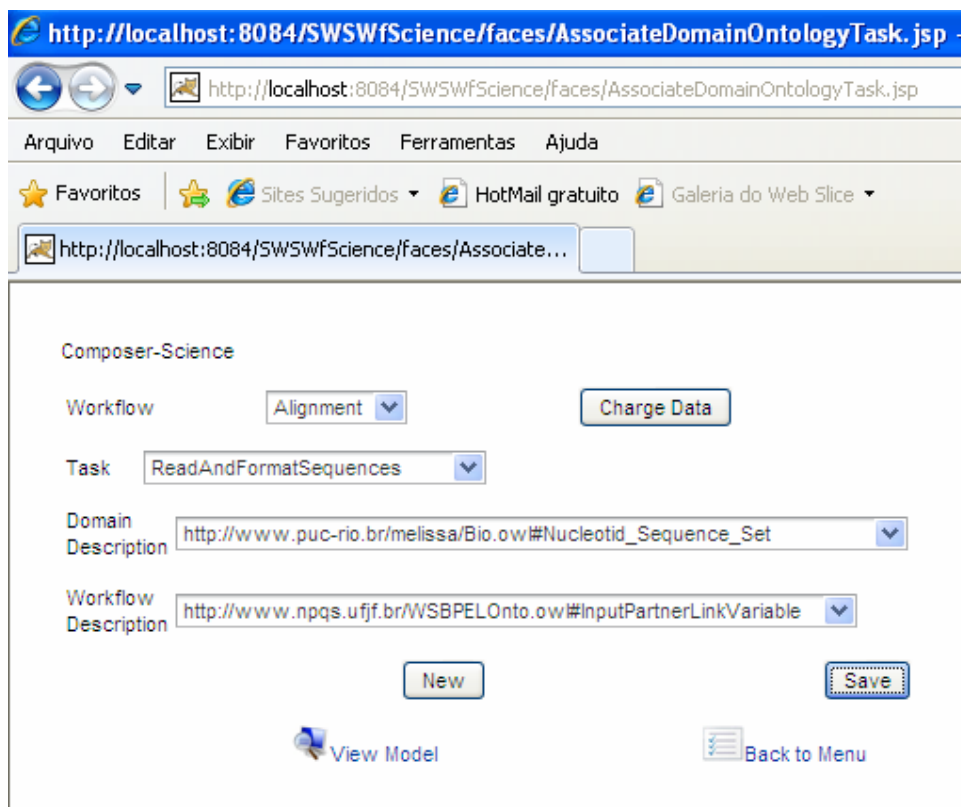 http://localhost:8084/SWSWfScience/faces/AssociateDomainOntologyTask.jsp -
http://localhost:8084/SWSWfScience/faces/AssociateDomainOntologyTask.jsp
Arquivo Editar Exibir Favoritos Ferramentas Ajuda
Favoritos Sites Sugeridos HotMail gratuito Galeria do Web Slice
http://localhost:8084/SWSWfScience/faces/Associate...
Composer-Science
Workflow Alignment Charge Data
Task ReadAndFormatSequences
Domain
Description http://www.puc-rio.br/melissa/Bio.owl#Nucleotid_Sequence_Set
Workflow
Description http://www.npqs.ufjf.br/WSBPELOnto.owl#InputPartnerLinkVariable
New Save
View Model Back to Menu